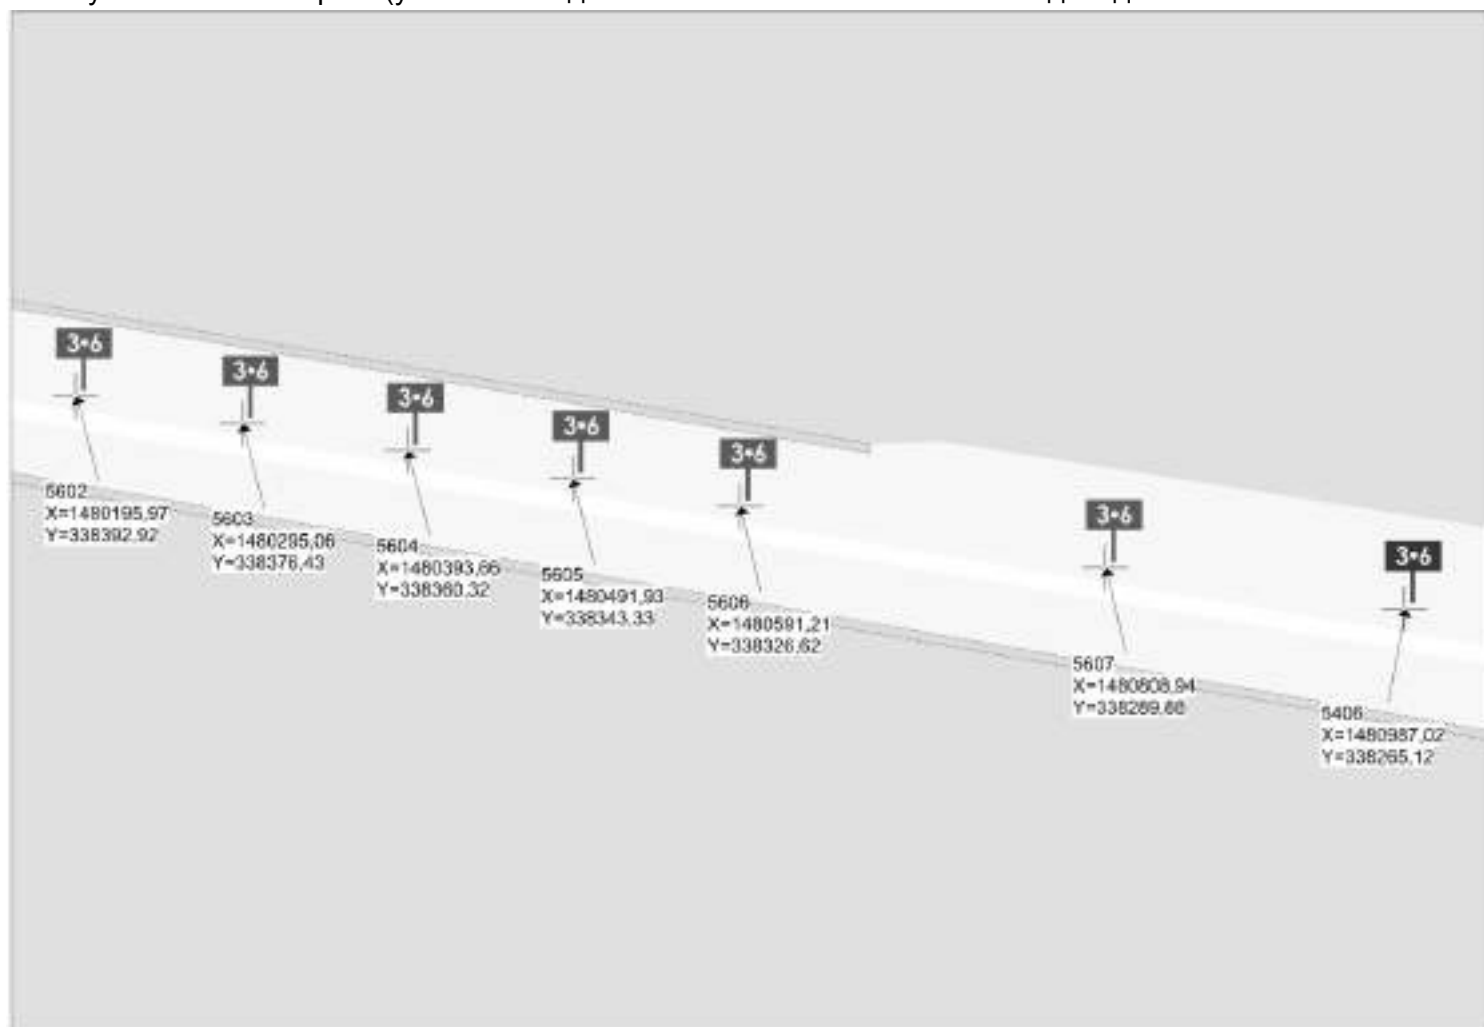 3•6
3•6
3•6
3•6
3•6
3•6
3•6
5602
X=1480195,97
Y=338392,92
5603
X=1480295,06
Y=338376,43
5604
X=1480393,66
Y=338360,32
5605
X=1480491,93
Y=338343,33
5606
X=1480591,21
Y=338326,62
5607
X=1480808,94
Y=338289,88
5406
X=1480987,02
Y=338265,12